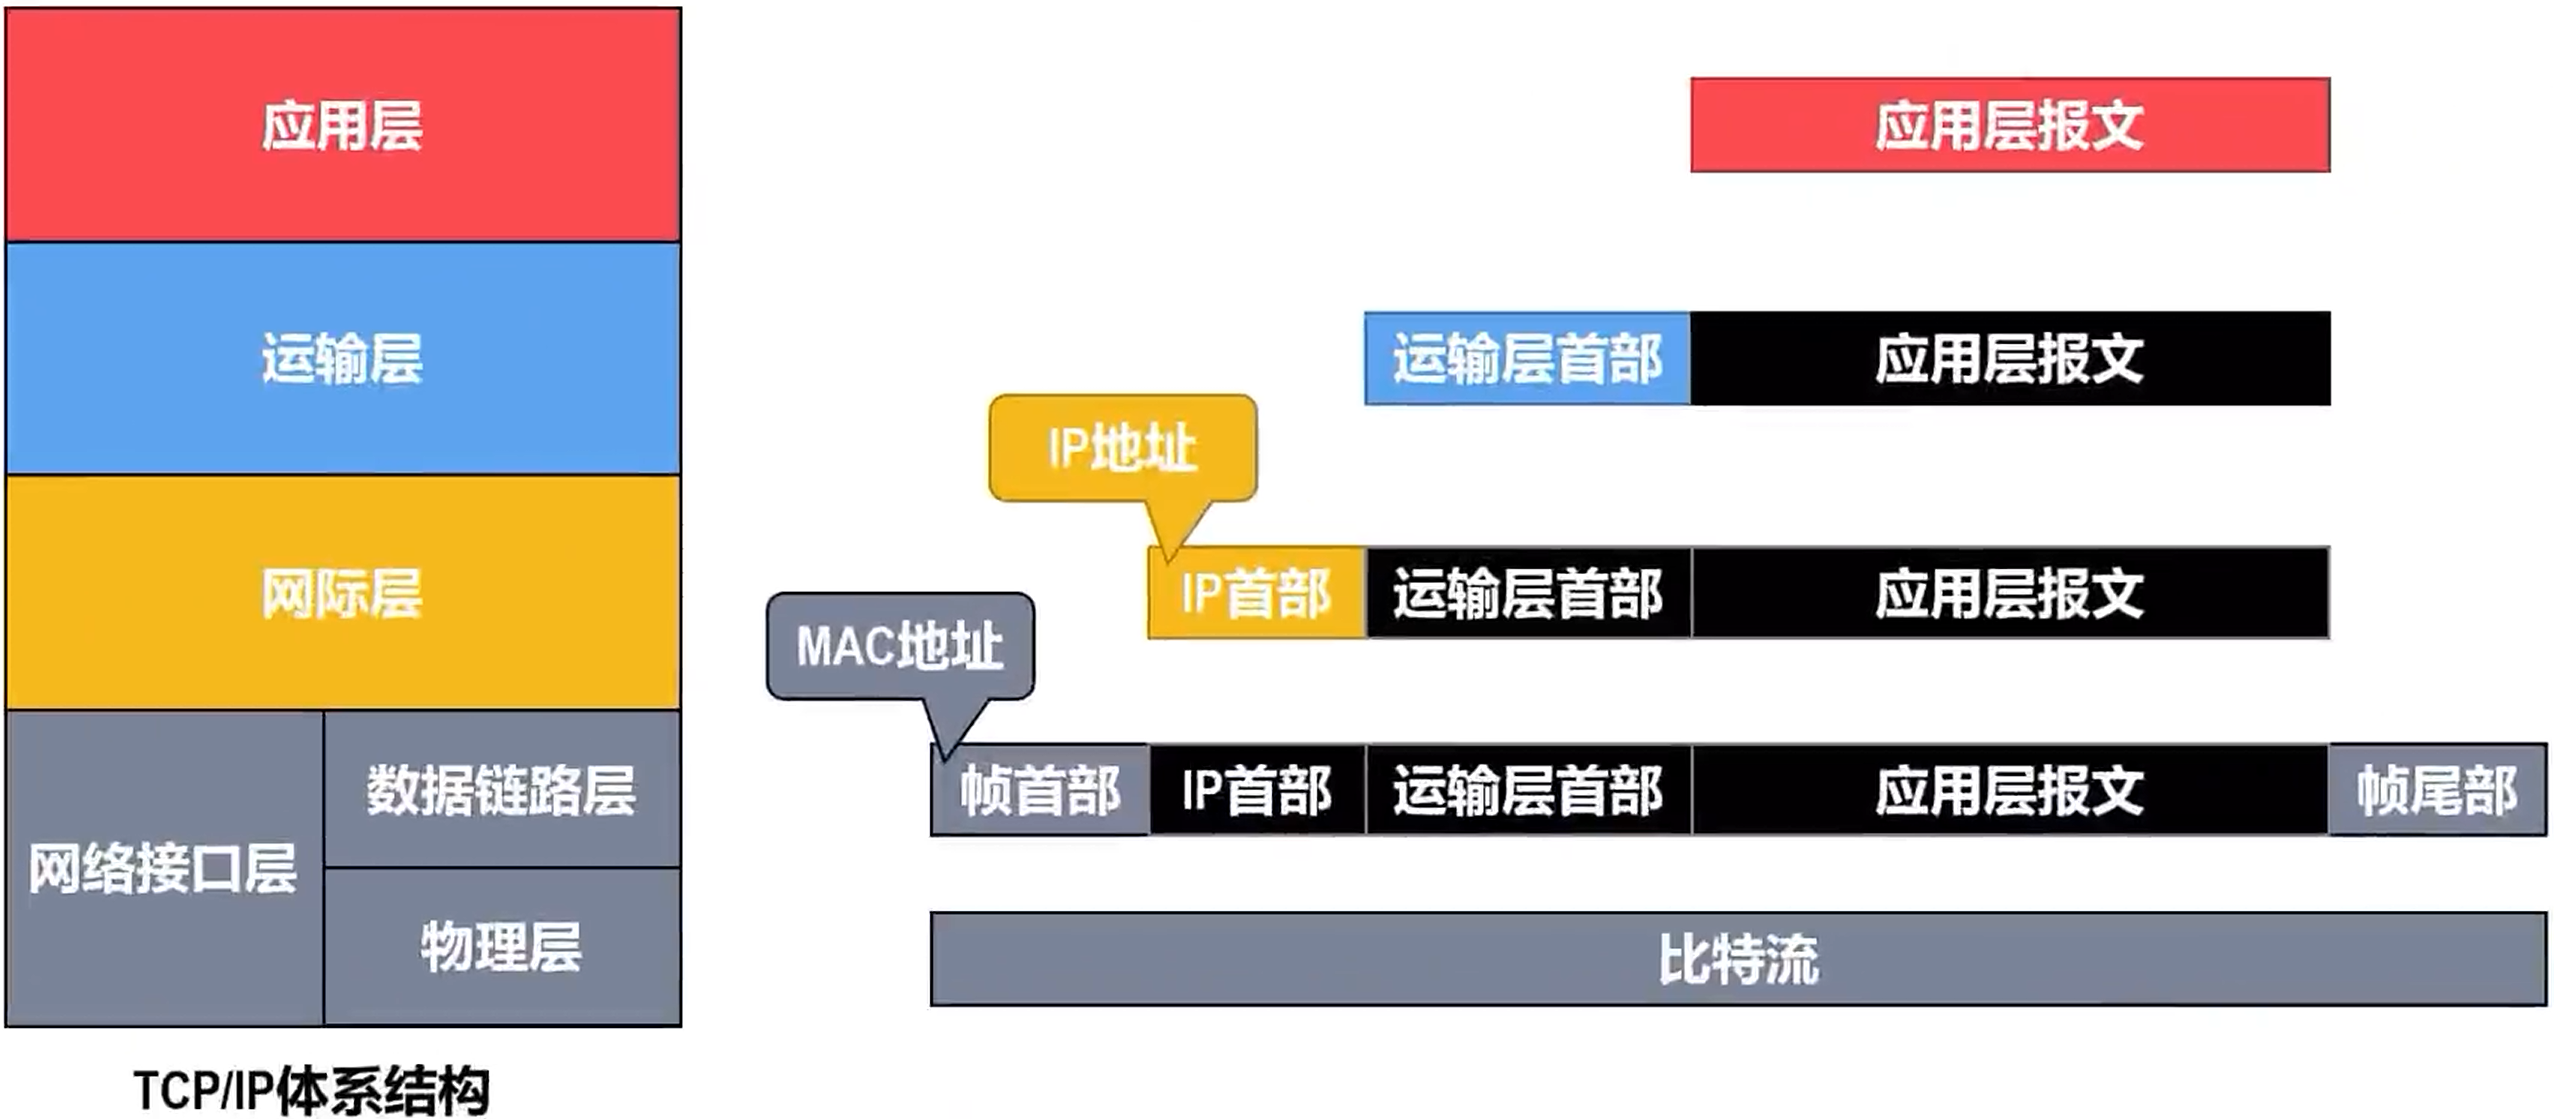 应用层
应用层报文
运输层
运输层首部 应用层报文
IP地址
网际层
IP首部 运输层首部 应用层报文
MAC地址
网络接口层
数据链路层
帧首部 IP首部 运输层首部 应用层报文 帧尾部
物理层
比特流
TCP/IP体系结构